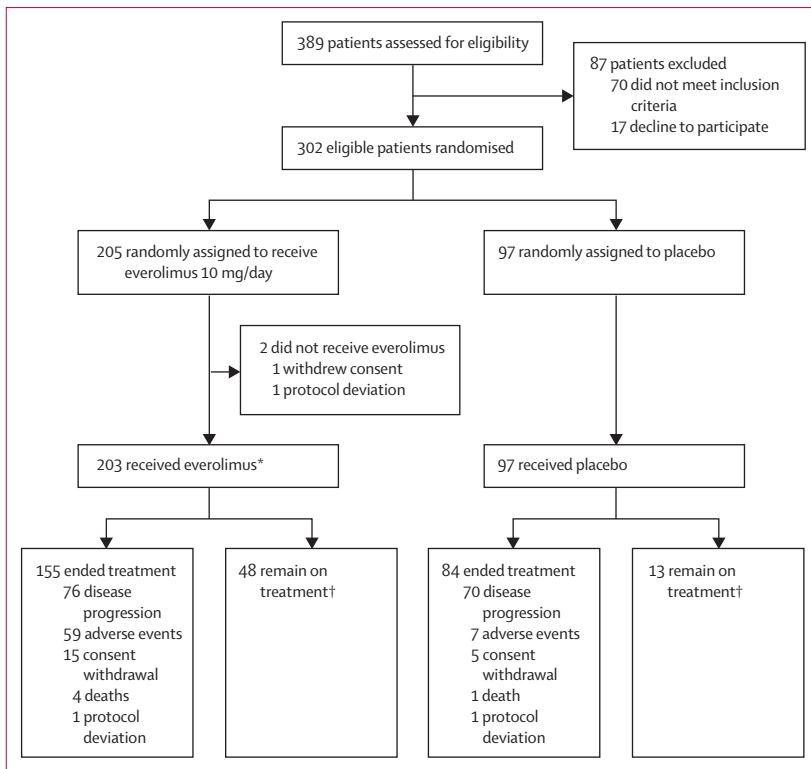 389 patients assessed for eligibility
87 patients excluded
70 did not meet inclusion
criteria
17 decline to participate
302 eligible patients randomised
205 randomly assigned to receive
everolimus 10 mg/day
97 randomly assigned to placebo
2 did not receive everolimus
1 withdrew consent
1 protocol deviation
203 received everolimus*
97 received placebo
155 ended treatment
76 disease
progression
59 adverse events
15 consent
withdrawal
4 deaths
1 protocol
deviation
48 remain on
treatment†
84 ended treatment
70 disease
progression
7 adverse events
5 consent
withdrawal
1 death
1 protocol
deviation
13 remain on
treatment†